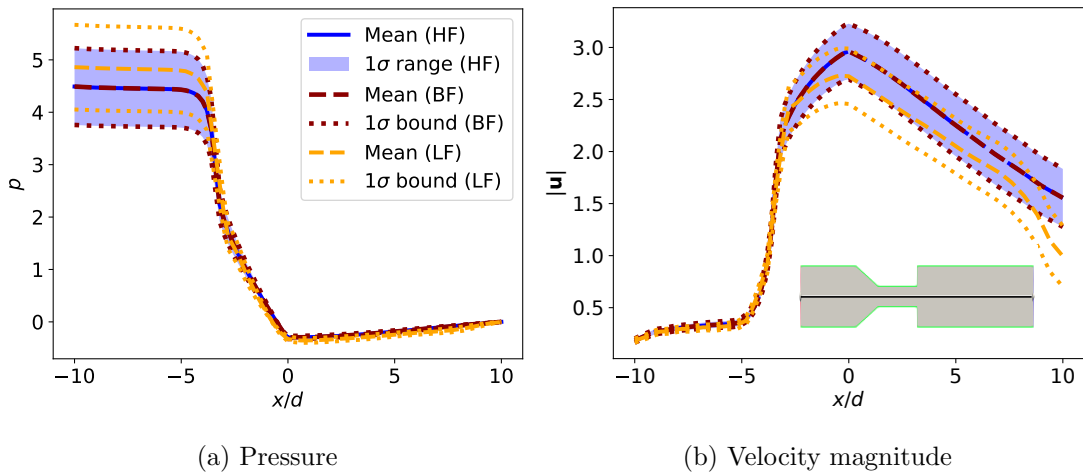 5
4
3
2
1
0
p
−10
−5
0
5
10
x/d
Mean (HF)
1σ range (HF)
Mean (BF)
1σ bound (BF)
Mean (LF)
1σ bound (LF)
(a) Pressure
3.0
2.5
2.0
1.5
1.0
0.5
|u|
−10
−5
0
5
10
x/d
(b) Velocity magnitude